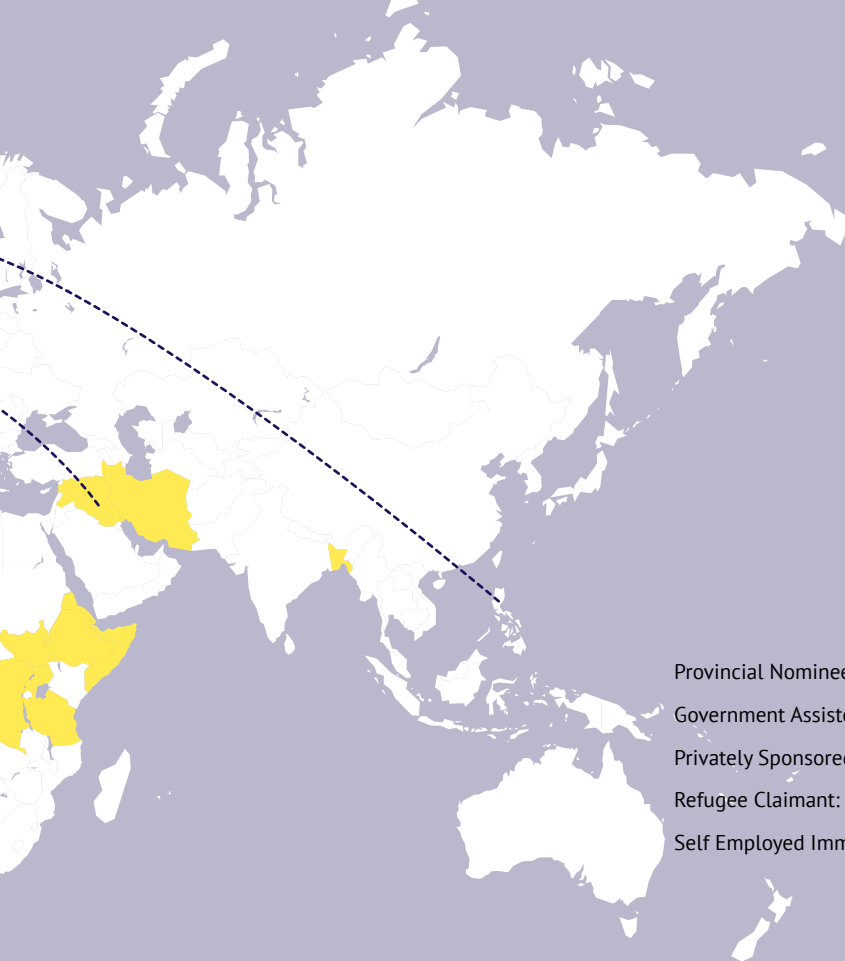 Provincial Nominee
Government Assiste
Privately Sponsored
Refugee Claimant:
Self Employed Imm